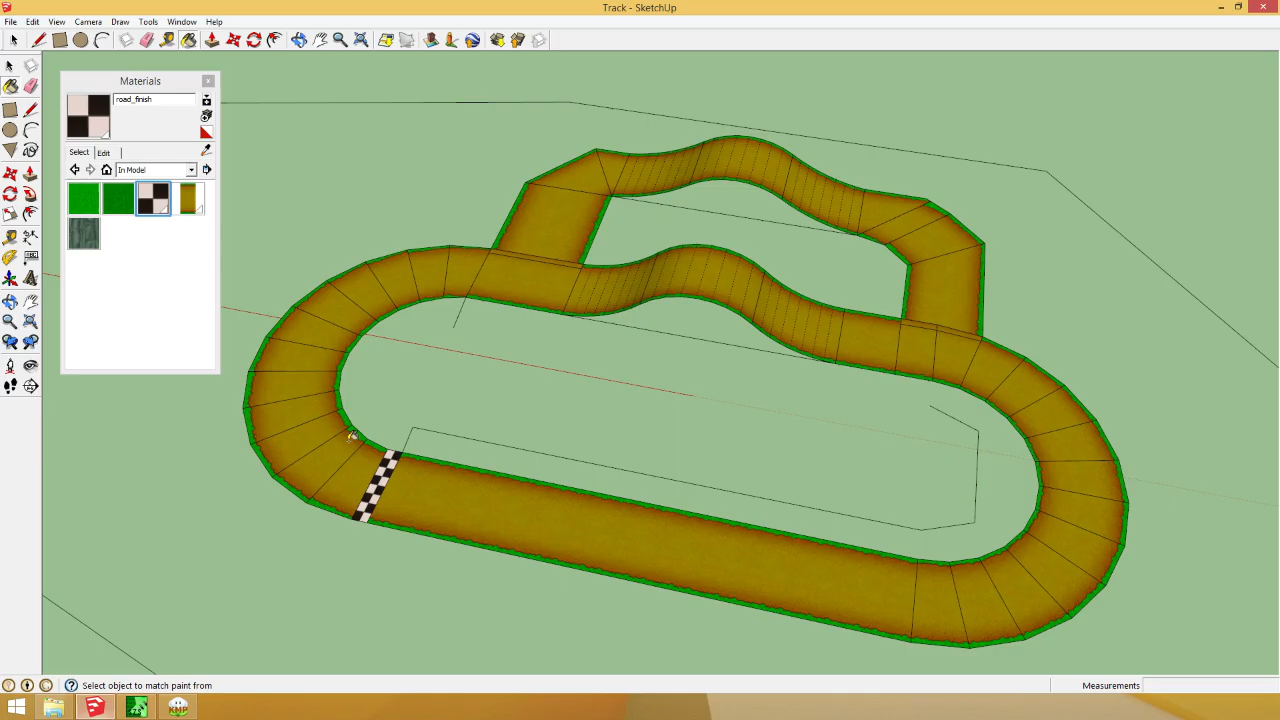 Track - SketchUp
File Edit View Camera Draw Tools Window Help
Materials
road_finish
Select Edit
In Model
Select object to match paint from
Measurements
KMP